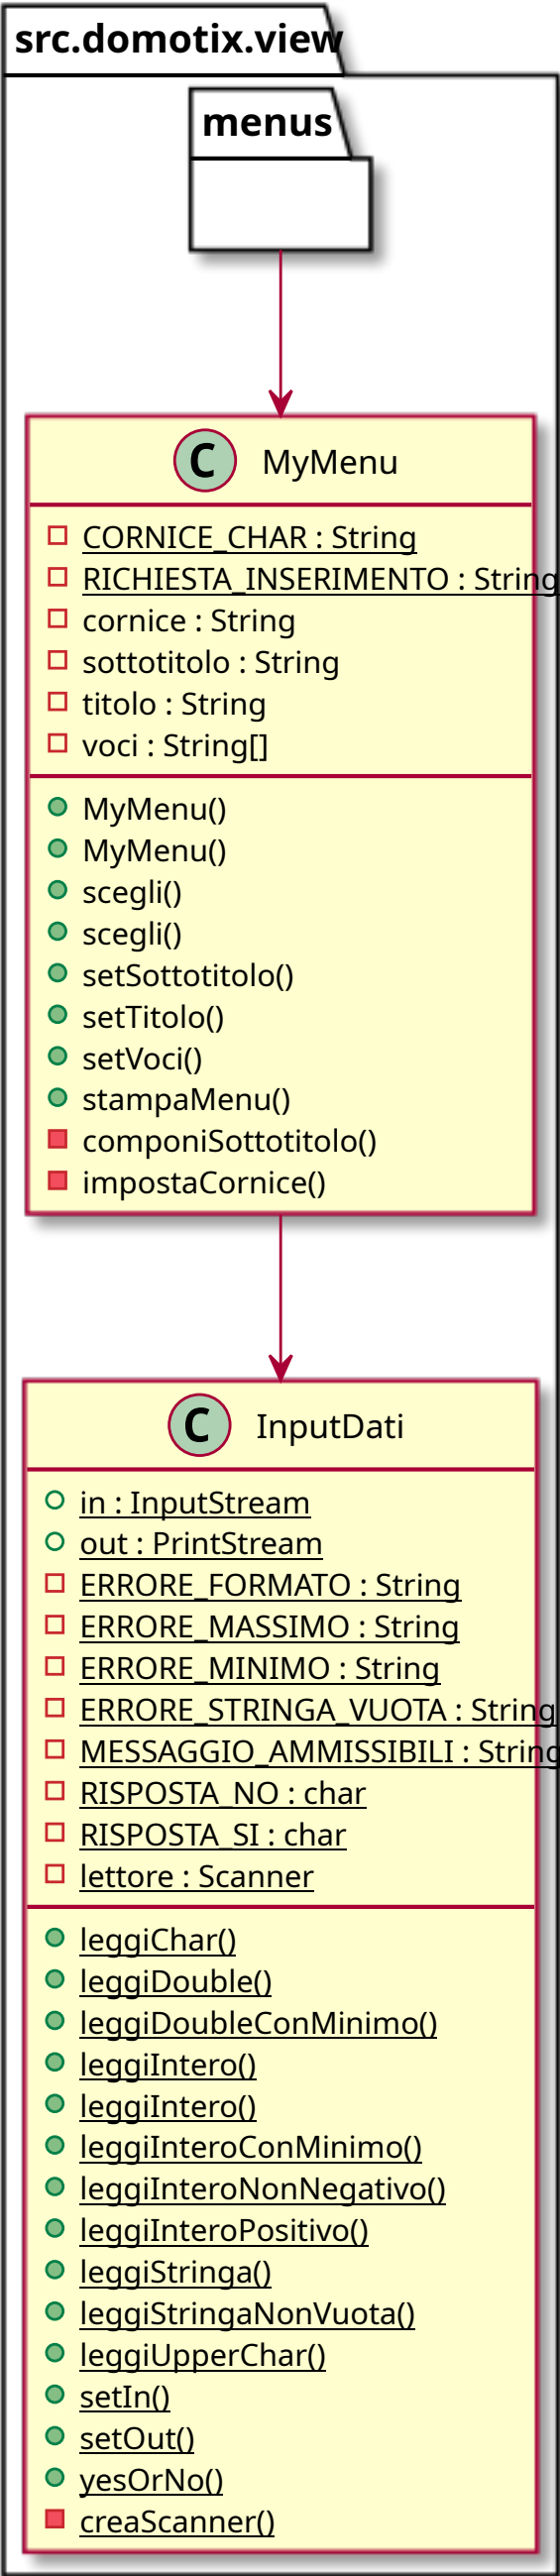 src.domotix.view
menus
C MyMenu
CORNICE_CHAR : String
RICHIESTA_INSERIMENTO : String
cornice : String
sottotitolo : String
titolo : String
voci : String[]
MyMenu()
MyMenu()
scegli()
scegli()
setSottotitolo()
setTitolo()
setVoci()
stampaMenu()
componiSottotitolo()
impostaCornice()
C InputDati
in : InputStream
out : PrintStream
ERRORE_FORMATO : String
ERRORE_MASSIMO : String
ERRORE_MINIMO : String
ERRORE_STRINGA_VUOTA : String
MESSAGGIO_AMMISSIBILI : String
RISPOSTA_NO : char
RISPOSTA_SI : char
lettore : Scanner
leggiChar()
leggiDouble()
leggiDoubleConMinimo()
leggiIntero()
leggiIntero()
leggiInteroConMinimo()
leggiInteroNonNegativo()
leggiInteroPositivo()
leggiStringa()
leggiStringaNonVuota()
leggiUpperChar()
setIn()
setOut()
yesOrNo()
creaScanner()